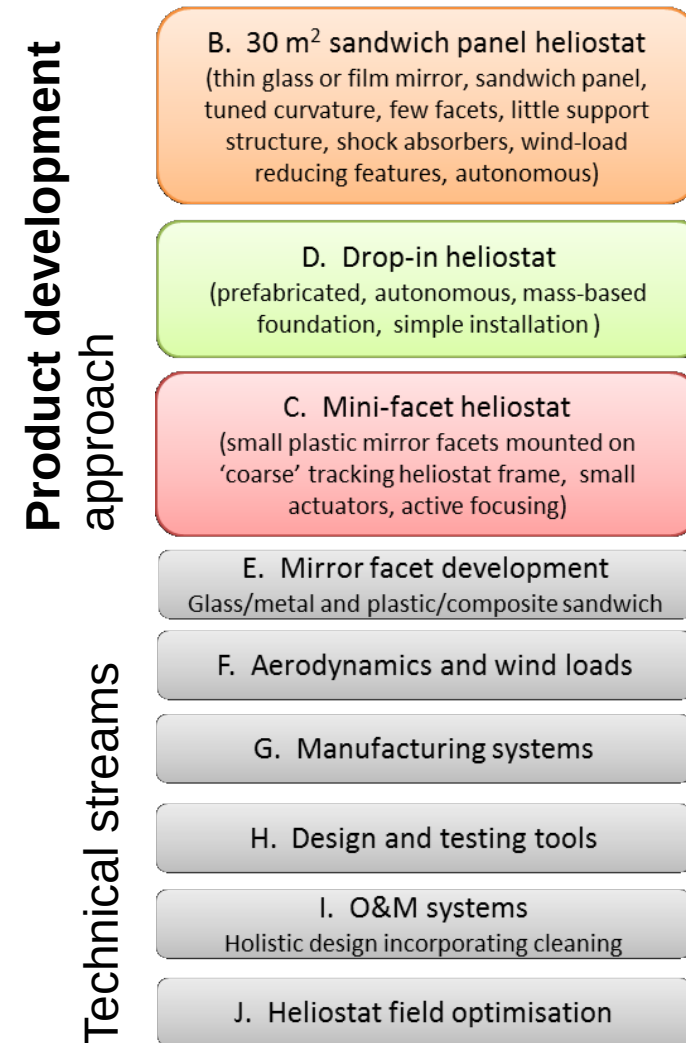 Product development
approach
B. 30 m² sandwich panel heliostat
(thin glass or film mirror, sandwich panel,
tuned curvature, few facets, little support
structure, shock absorbers, wind-load
reducing features, autonomous)
D. Drop-in heliostat
(prefabricated, autonomous, mass-based
foundation, simple installation )
C. Mini-facet heliostat
(small plastic mirror facets mounted on
‘coarse’ tracking heliostat frame, small
actuators, active focusing)
Technical streams
E. Mirror facet development
Glass/metal and plastic/composite sandwich
F. Aerodynamics and wind loads
G. Manufacturing systems
H. Design and testing tools
I. O&M systems
Holistic design incorporating cleaning
J. Heliostat field optimisation